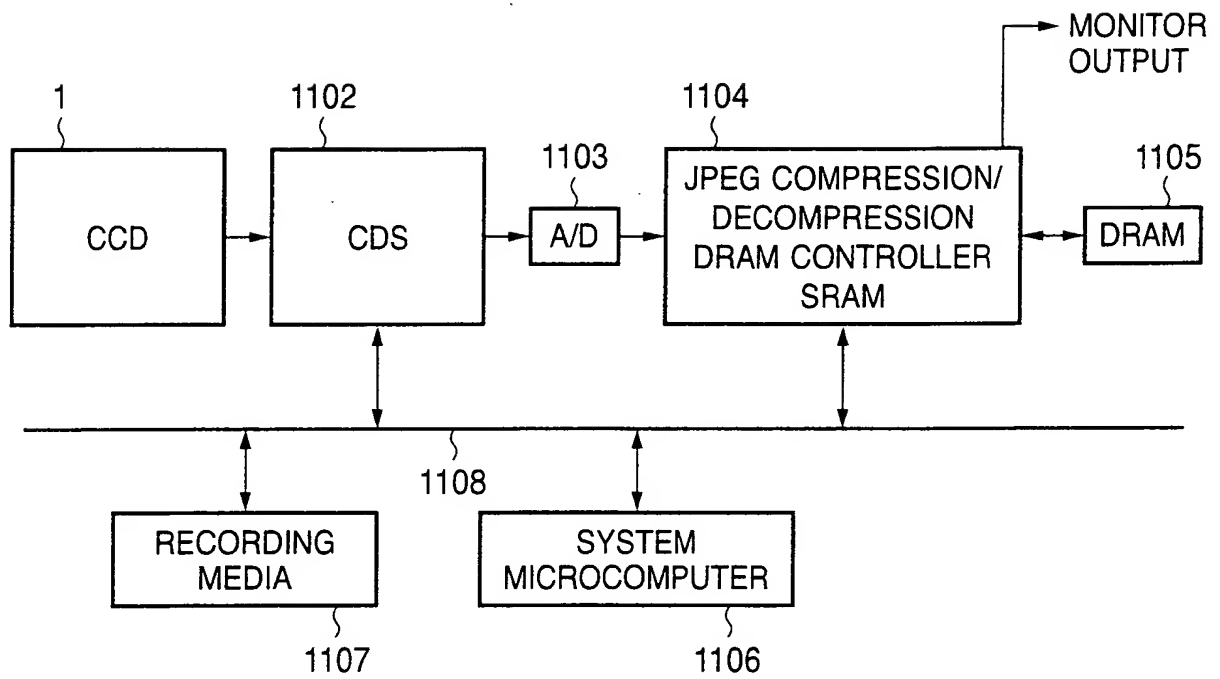 MONITOR
OUTPUT
1
1102
1103
1104
1105
CCD
CDS
A/D
JPEG COMPRESSION/
DECOMPRESSION
DRAM CONTROLLER
SRAM
DRAM
1108
RECORDING
MEDIA
SYSTEM
MICROCOMPUTER
1107
1106